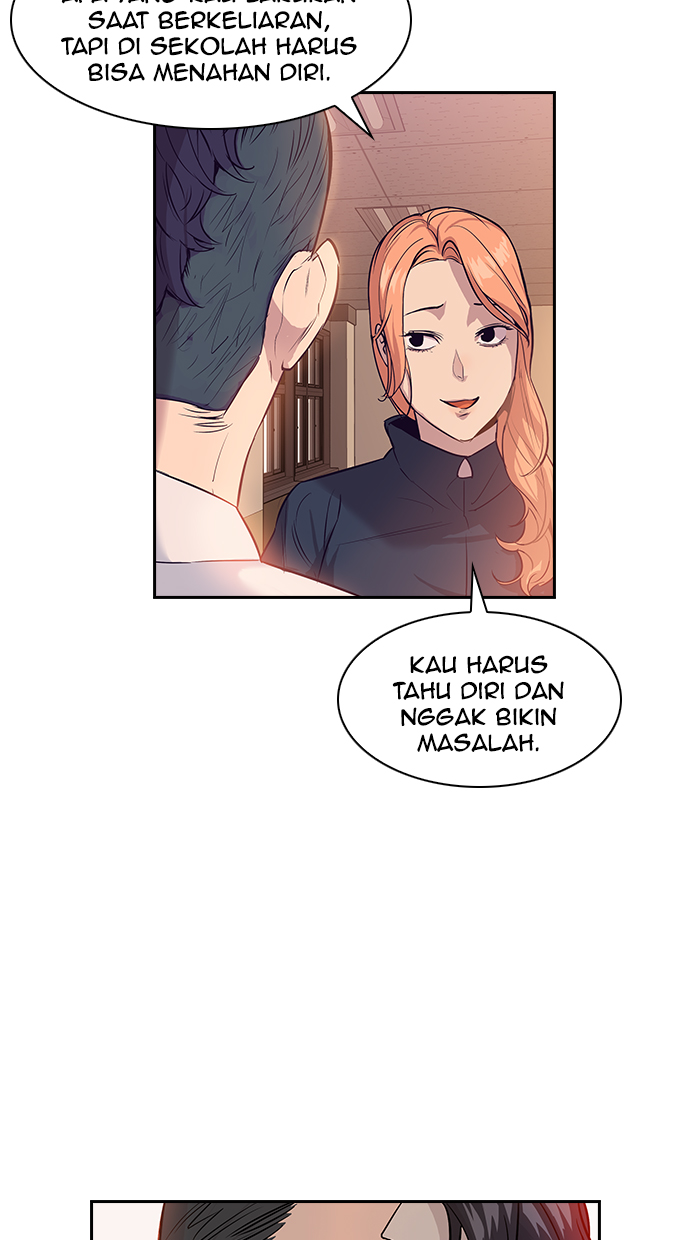 SAAT BERKELIARAN,
TAPI DI SEKOLAH HARUS
BISA MENAHAN DIRI.
KAU HARUS
TAHU DIRI DAN
NGGAK BIKIN
MASALAH.